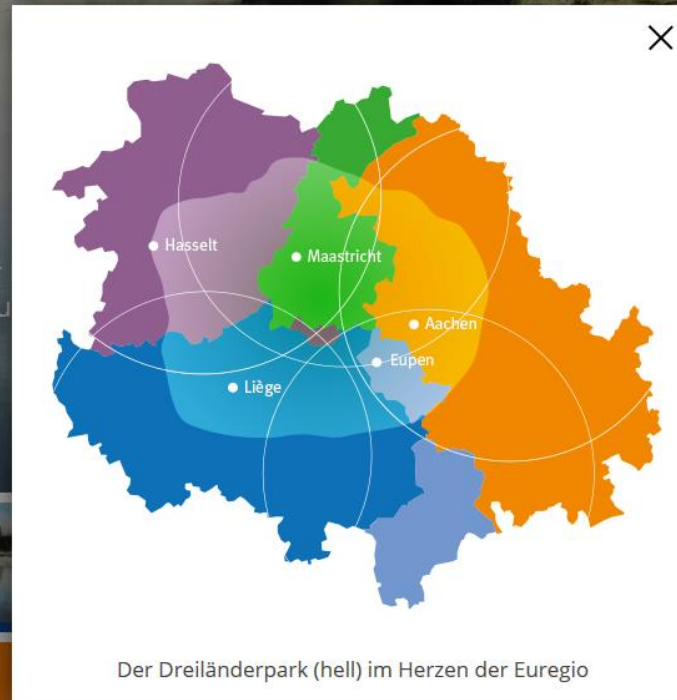 Hasselt
Maastricht
Aachen
Eupen
Liège
Der Dreiländerpark (hell) im Herzen der Euregio